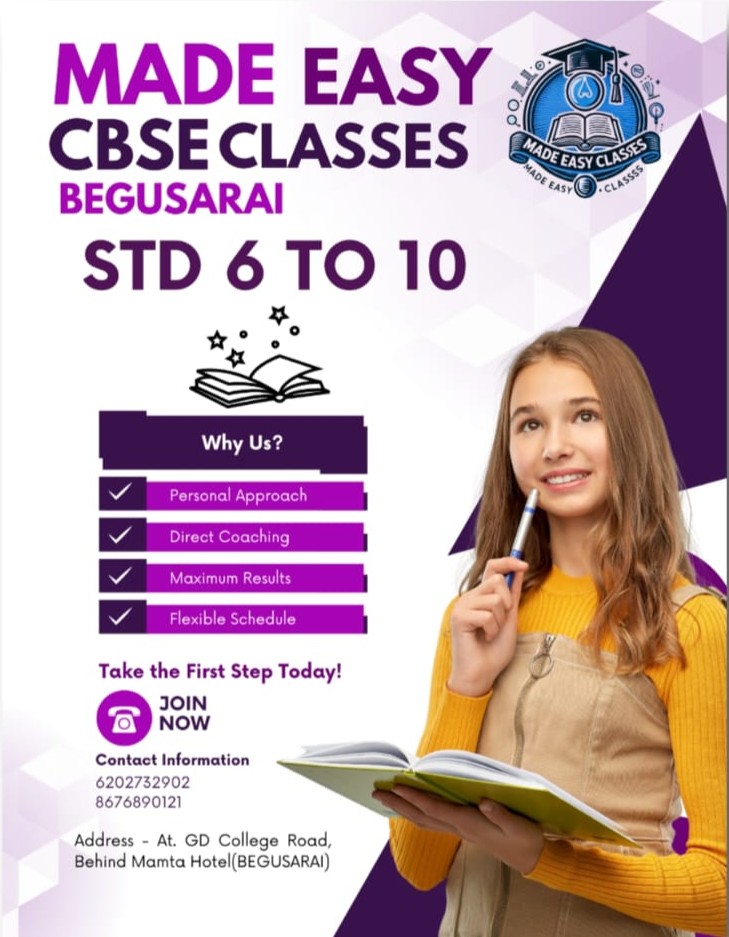 MADE EASY
CBSE CLASSES
BEGUSARAI
MADE EASY CLASSES
MADE EASY CLASSSS
STD 6 TO 10
Why Us?
Personal Approach
Direct Coaching
Maximum Results
Flexible Schedule
Take the First Step Today!
JOIN
NOW
Contact Information
6202732902
8676890121
Address - At. GD College Road,
Behind Mamta Hotel(BEGUSARAI)